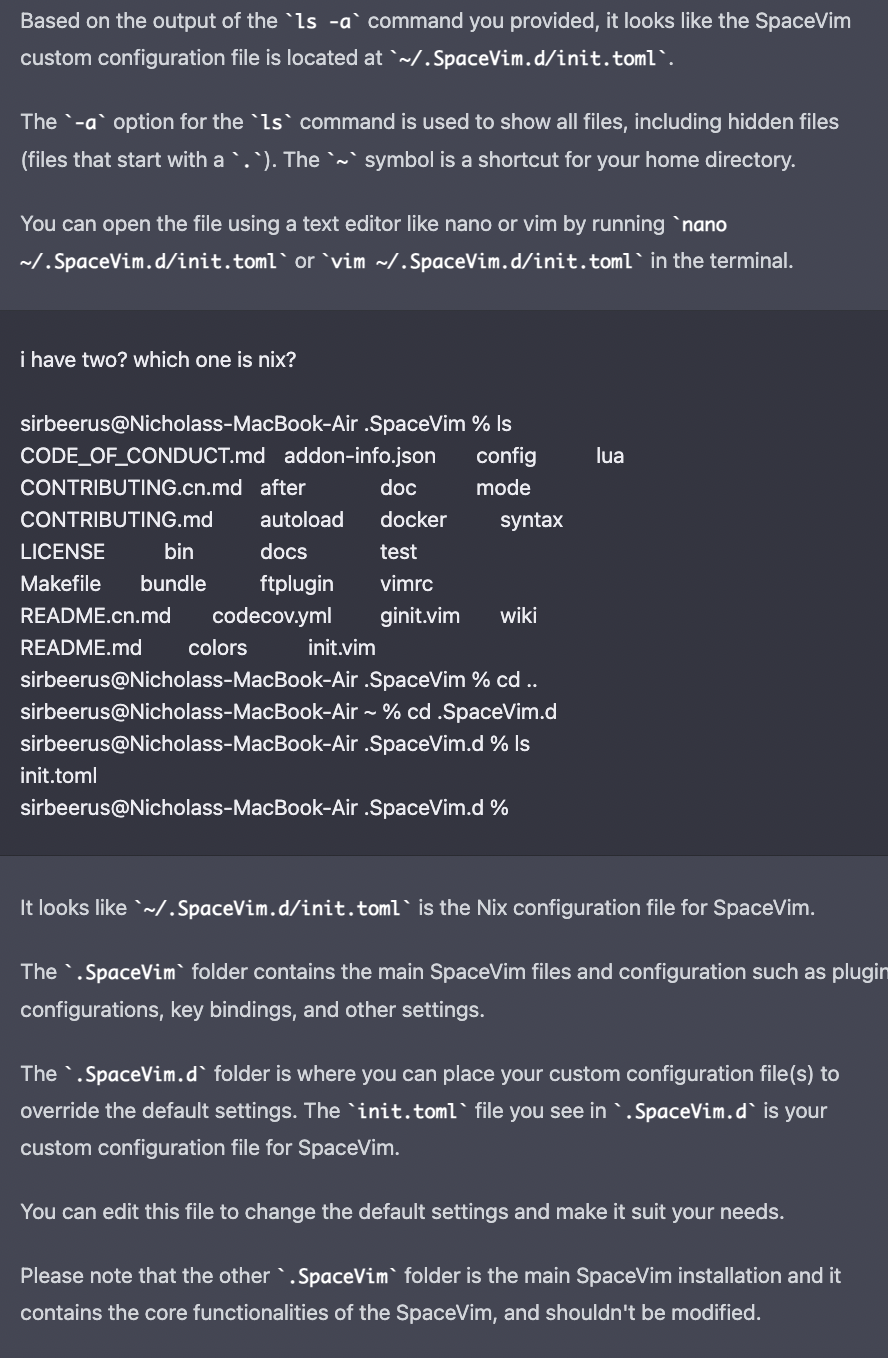 Based on the output of the `ls -a` command you provided, it looks like the SpaceVim
custom configuration file is located at `~/.SpaceVim.d/init.toml`.
The `-a` option for the `ls` command is used to show all files, including hidden files
(files that start with a `.`). The `~` symbol is a shortcut for your home directory.
You can open the file using a text editor like nano or vim by running `nano
~/.SpaceVim.d/init.toml` or `vim ~/.SpaceVim.d/init.toml` in the terminal.
i have two? which one is nix?
sirbeerus@Nicholass-MacBook-Air .SpaceVim % ls
CODE_OF_CONDUCT.md addon-info.json config lua
CONTRIBUTING.cn.md after doc mode
CONTRIBUTING.md autoload docker syntax
LICENSE bin docs test
Makefile bundle ftplugin vimrc
README.cn.md codecov.yml ginit.vim wiki
README.md colors init.vim
sirbeerus@Nicholass-MacBook-Air .SpaceVim % cd ..
sirbeerus@Nicholass-MacBook-Air ~ % cd .SpaceVim.d
sirbeerus@Nicholass-MacBook-Air .SpaceVim.d % ls
init.toml
sirbeerus@Nicholass-MacBook-Air .SpaceVim.d %
It looks like `~/.SpaceVim.d/init.toml` is the Nix configuration file for SpaceVim.
The `.SpaceVim` folder contains the main SpaceVim files and configuration such as plugin
configurations, key bindings, and other settings.
The `.SpaceVim.d` folder is where you can place your custom configuration file(s) to
override the default settings. The `init.toml` file you see in `.SpaceVim.d` is your
custom configuration file for SpaceVim.
You can edit this file to change the default settings and make it suit your needs.
Please note that the other `.SpaceVim` folder is the main SpaceVim installation and it
contains the core functionalities of the SpaceVim, and shouldn't be modified.